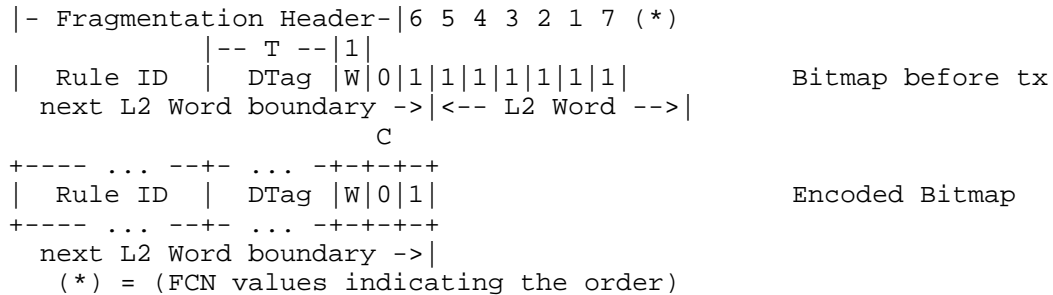 |- Fragmentation Header-|6 5 4 3 2 1 7 (*)
            |-- T --|1|
|  Rule ID  |  DTag |W|0|1|1|1|1|1|1|1|          Bitmap before tx
  next L2 Word boundary ->|<-- L2 Word -->|
                       C
+---- ... --+- ... -+-+-+-+
|  Rule ID  |  DTag |W|0|1|                      Encoded Bitmap
+---- ... --+- ... -+-+-+-+
  next L2 Word boundary ->|
   (*) = (FCN values indicating the order)